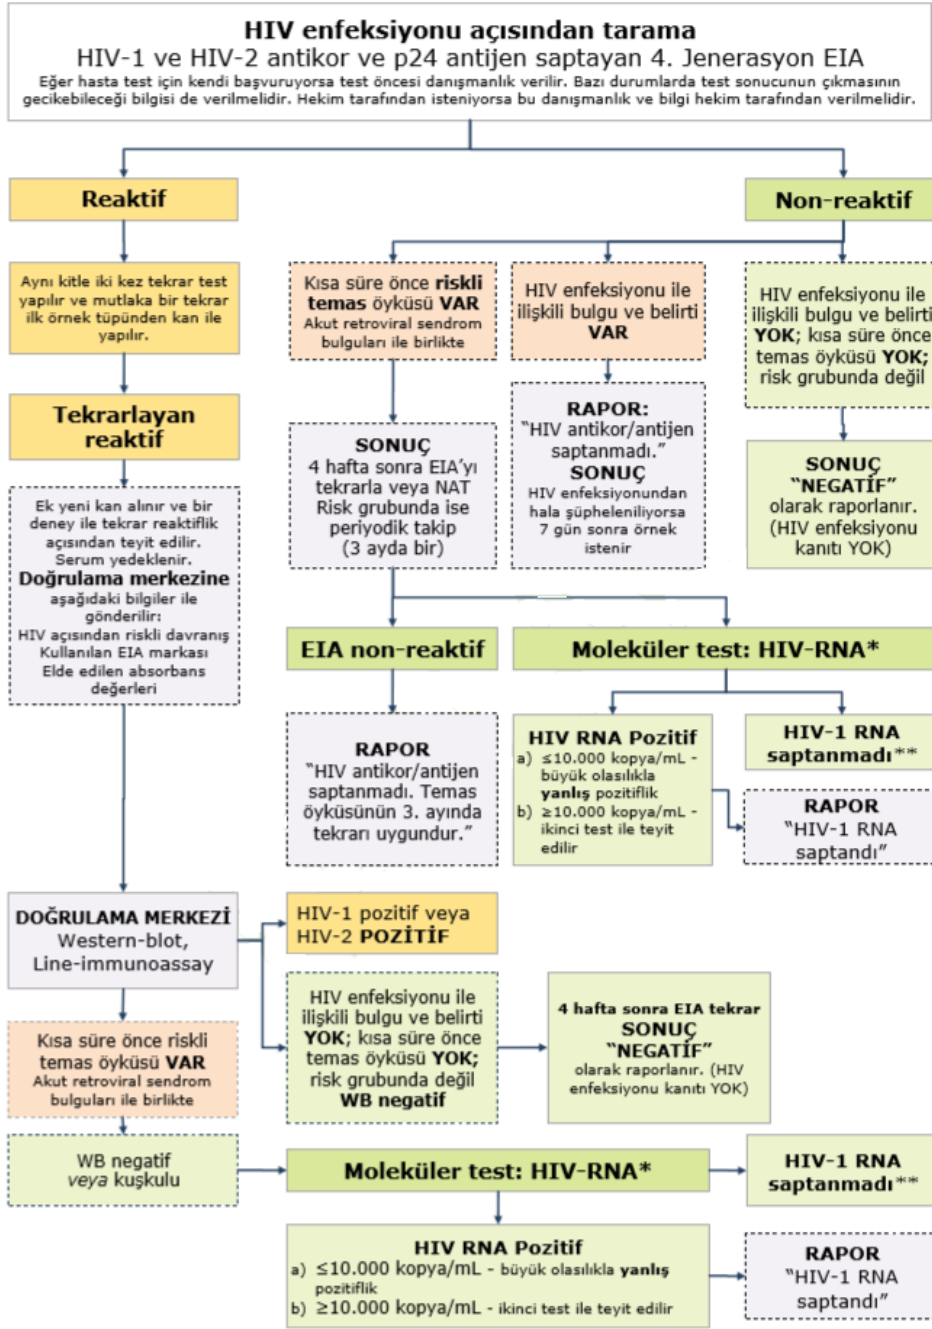 HIV enfeksiyonu açısından tarama
HIV-1 ve HIV-2 antikor ve p24 antijen saptayan 4. Jenerasyon EIA
Eğer hasta test için kendi başvuruyorsa test öncesi danışmanlık verilir. Bazı durumlarda test sonucunun çıkmasının
gecikebileceği bilgisi de verilmelidir. Hekim tarafından isteniyorsa bu danışmanlık ve bilgi hekim tarafından verilmelidir.
Reaktif
Non-reaktif
Aynı kitle iki kez tekrar test
yapılır ve mutlaka bir tekrar
ilk örnek tüpünden kan ile
yapılır.
Kısa süre önce riskli
temas öyküsü VAR
Akut retroviral sendrom
bulguları ile birlikte
HIV enfeksiyonu ile
ilişkili bulgu ve belirti
VAR
HIV enfeksiyonu ile
ilişkili bulgu ve belirti
YOK; kısa süre önce
temas öyküsü YOK;
risk grubunda değil
Tekrarlayan
reaktif
SONUÇ
4 hafta sonra EIA'yı
tekrarla veya NAT
Risk grubunda ise
periyodik takip
(3 ayda bir)
RAPOR:
"HIV antikor/antijen
saptanmadı."
SONUÇ
HIV enfeksiyonundan
hala şüpheleniliyorsa
7 gün sonra örnek
istenir
SONUÇ
"NEGATİF"
olarak raporlanır.
(HIV enfeksiyonu
kanıtı YOK)
Ek yeni kan alınır ve bir
deney ile tekrar reaktiflik
açısından teyit edilir.
Serum yedeklenir.
Doğrulama merkezine
aşağıdaki bilgiler ile
gönderilir:
HIV açısından riskli davranış
Kullanılan EIA markası
Elde edilen absorbans
değerleri
EIA non-reaktif
Moleküler test: HIV-RNA*
RAPOR
"HIV antikor/antijen
saptanmadı. Temas
öyküsünün 3. ayında
tekrarı uygundur."
HIV RNA Pozitif
a) ≤10.000 kopya/mL -
büyük olasılıkla
yanlış pozitiflik
b) ≥10.000 kopya/mL -
ikinci test ile teyit
edilir
HIV-1 RNA
saptanmadı**
RAPOR
"HIV-1 RNA
saptandı"
DOĞRULAMA MERKEZİ
Western-blot,
Line-immunoassay
HIV-1 pozitif veya
HIV-2 POZİTİF
HIV enfeksiyonu ile
ilişkili bulgu ve belirti
YOK; kısa süre önce
temas öyküsü YOK;
risk grubunda değil
WB negatif
4 hafta sonra EIA tekrar
SONUÇ
"NEGATİF"
olarak raporlanır. (HIV
enfeksiyonu kanıtı YOK)
Kısa süre önce riskli
temas öyküsü VAR
Akut retroviral sendrom
bulguları ile birlikte
WB negatif
veya kuşkulu
Moleküler test: HIV-RNA*
HIV-1 RNA
saptanmadı**
HIV RNA Pozitif
a) ≤10.000 kopya/mL - büyük olasılıkla yanlış
pozitiflik
b) ≥10.000 kopya/mL - ikinci test ile teyit edilir
RAPOR
"HIV-1 RNA
saptandı"